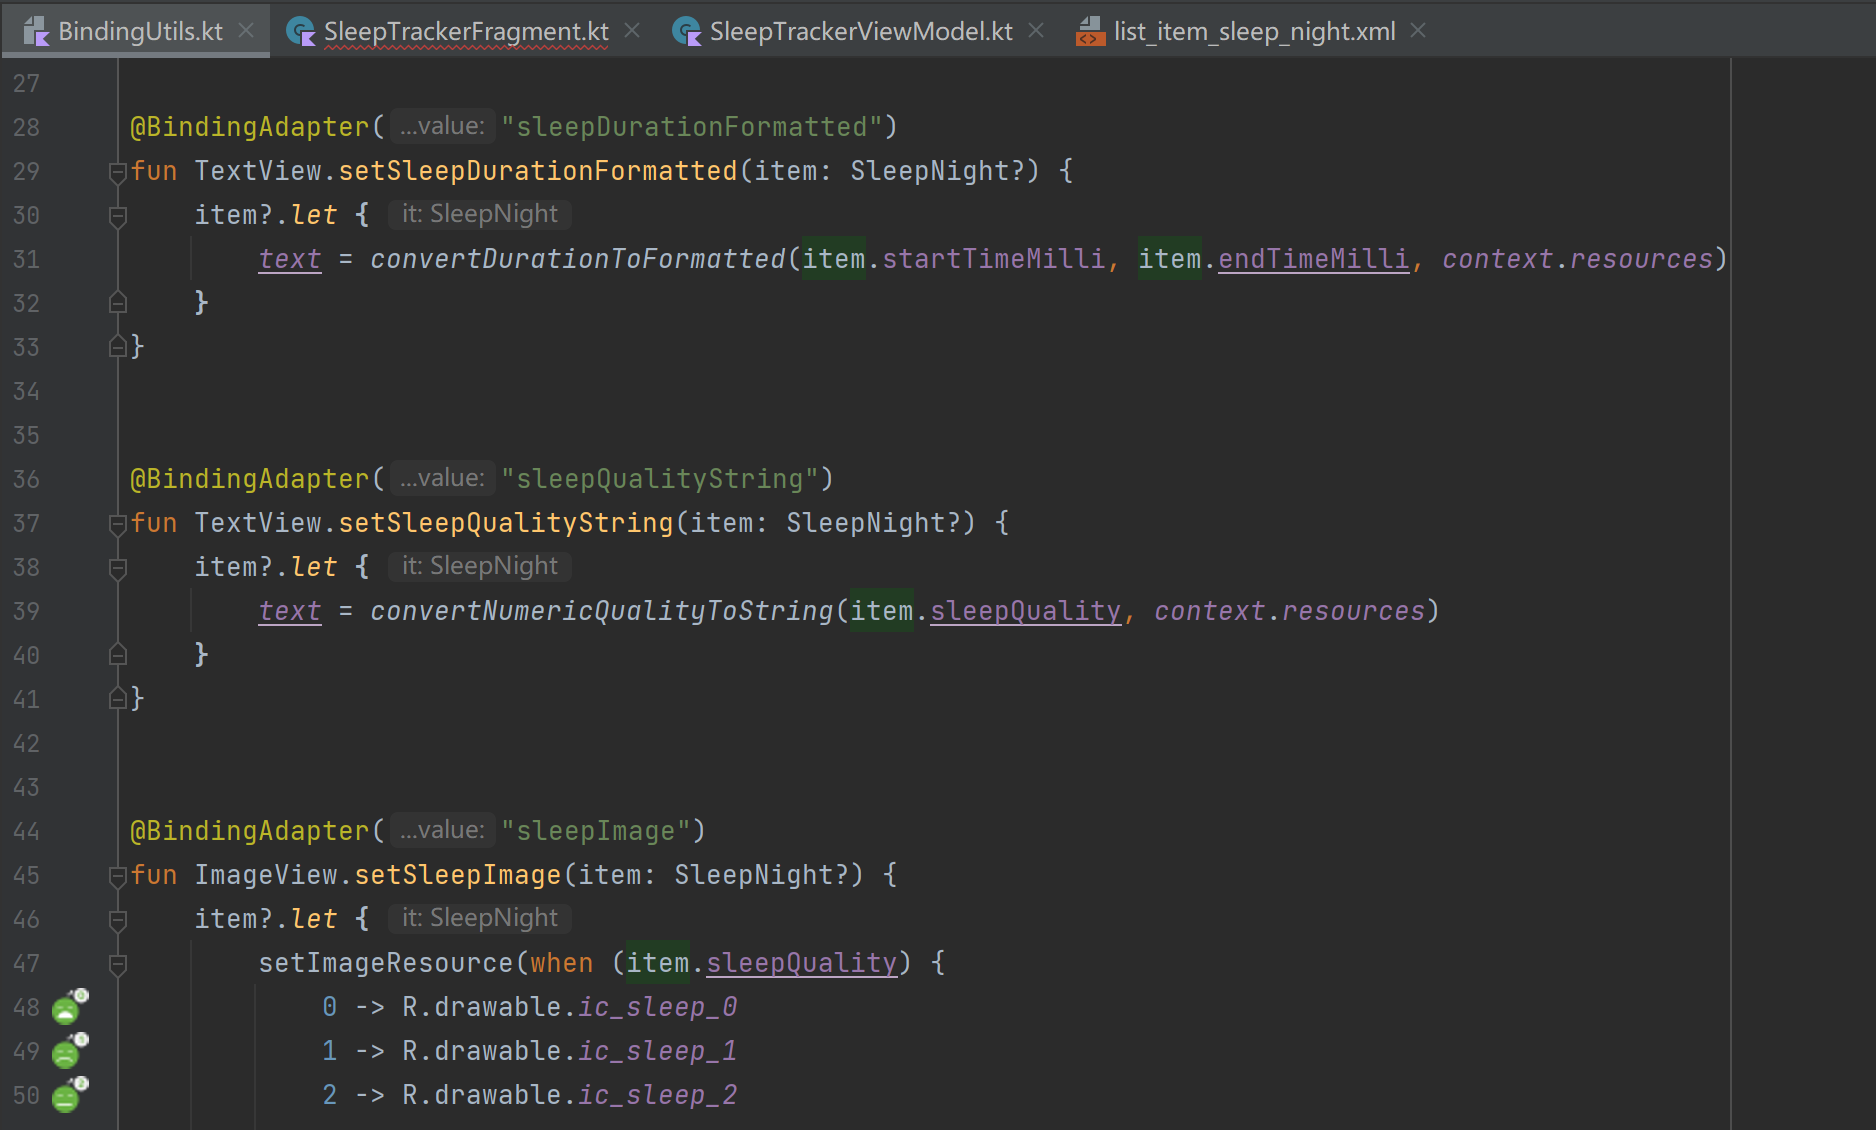 BindingUtils.kt SleepTrackerFragment.kt SleepTrackerViewModel.kt list_item_sleep_night.xml
27
28 @BindingAdapter( ...value: "sleepDurationFormatted")
29 fun TextView.setSleepDurationFormatted(item: SleepNight?) {
30     item?.let { it: SleepNight
31         text = convertDurationToFormatted(item.startTimeMilli, item.endTimeMilli, context.resources)
32     }
33 }
34
35
36 @BindingAdapter( ...value: "sleepQualityString")
37 fun TextView.setSleepQualityString(item: SleepNight?) {
38     item?.let { it: SleepNight
39         text = convertNumericQualityToString(item.sleepQuality, context.resources)
40     }
41 }
42
43
44 @BindingAdapter( ...value: "sleepImage")
45 fun ImageView.setSleepImage(item: SleepNight?) {
46     item?.let { it: SleepNight
47         setImageResource(when (item.sleepQuality) {
48             0 -> R.drawable.ic_sleep_0
49             1 -> R.drawable.ic_sleep_1
50             2 -> R.drawable.ic_sleep_2